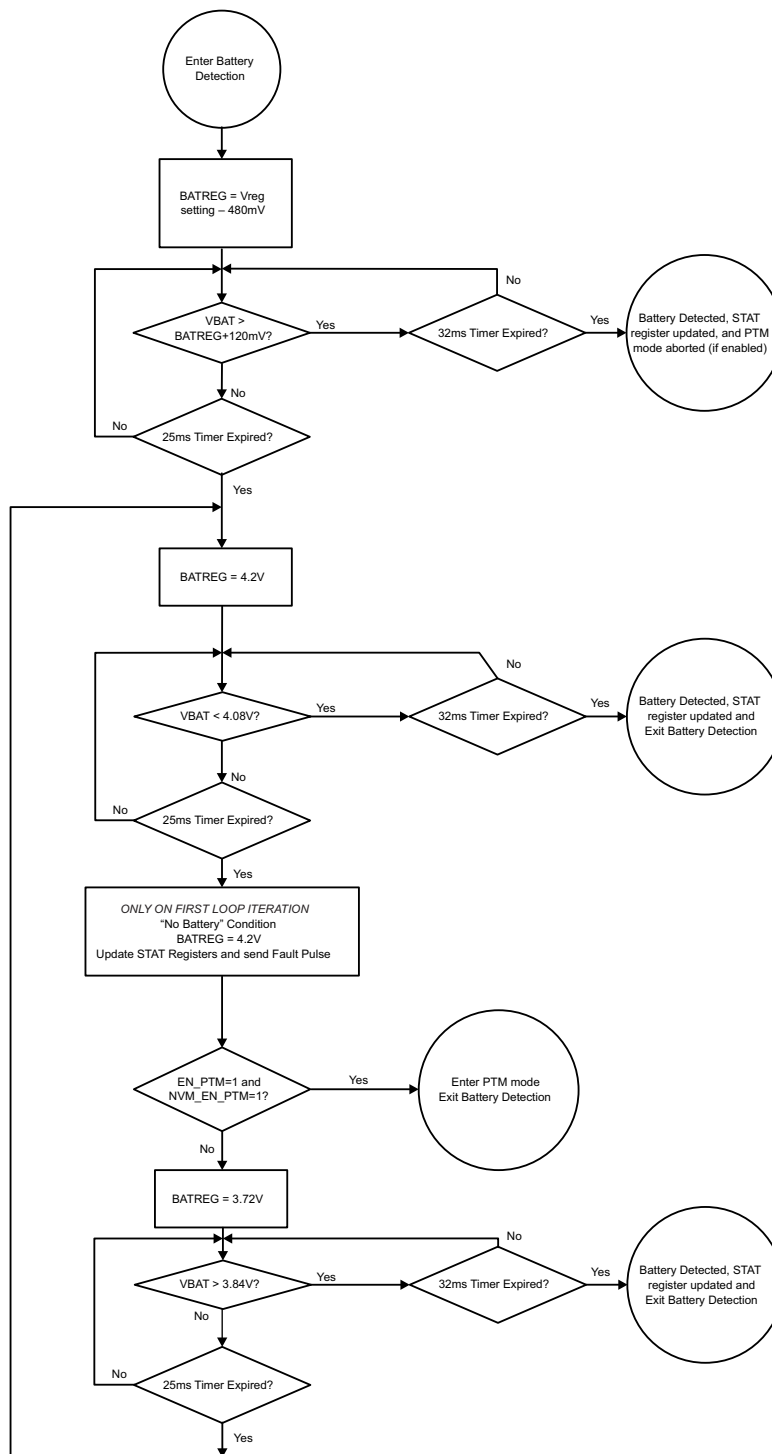 Enter Battery
Detection
BATREG = Vreg
setting – 480mV
No
VBAT >
BATREG+120mV?
Yes
32ms Timer Expired?
Yes
Battery Detected, STAT
register updated, and PTM
mode aborted (if enabled)
No
No
25ms Timer Expired?
Yes
BATREG = 4.2V
No
VBAT < 4.08V?
Yes
32ms Timer Expired?
Yes
Battery Detected, STAT
register updated and
Exit Battery Detection
No
No
25ms Timer Expired?
Yes
ONLY ON FIRST LOOP ITERATION
“No Battery” Condition
BATREG = 4.2V
Update STAT Registers and send Fault Pulse
EN_PTM=1 and
NVM_EN_PTM=1?
Yes
Enter PTM mode
Exit Battery Detection
No
BATREG = 3.72V
No
VBAT > 3.84V?
Yes
32ms Timer Expired?
Yes
Battery Detected, STAT
register updated and
Exit Battery Detection
No
No
25ms Timer Expired?
Yes